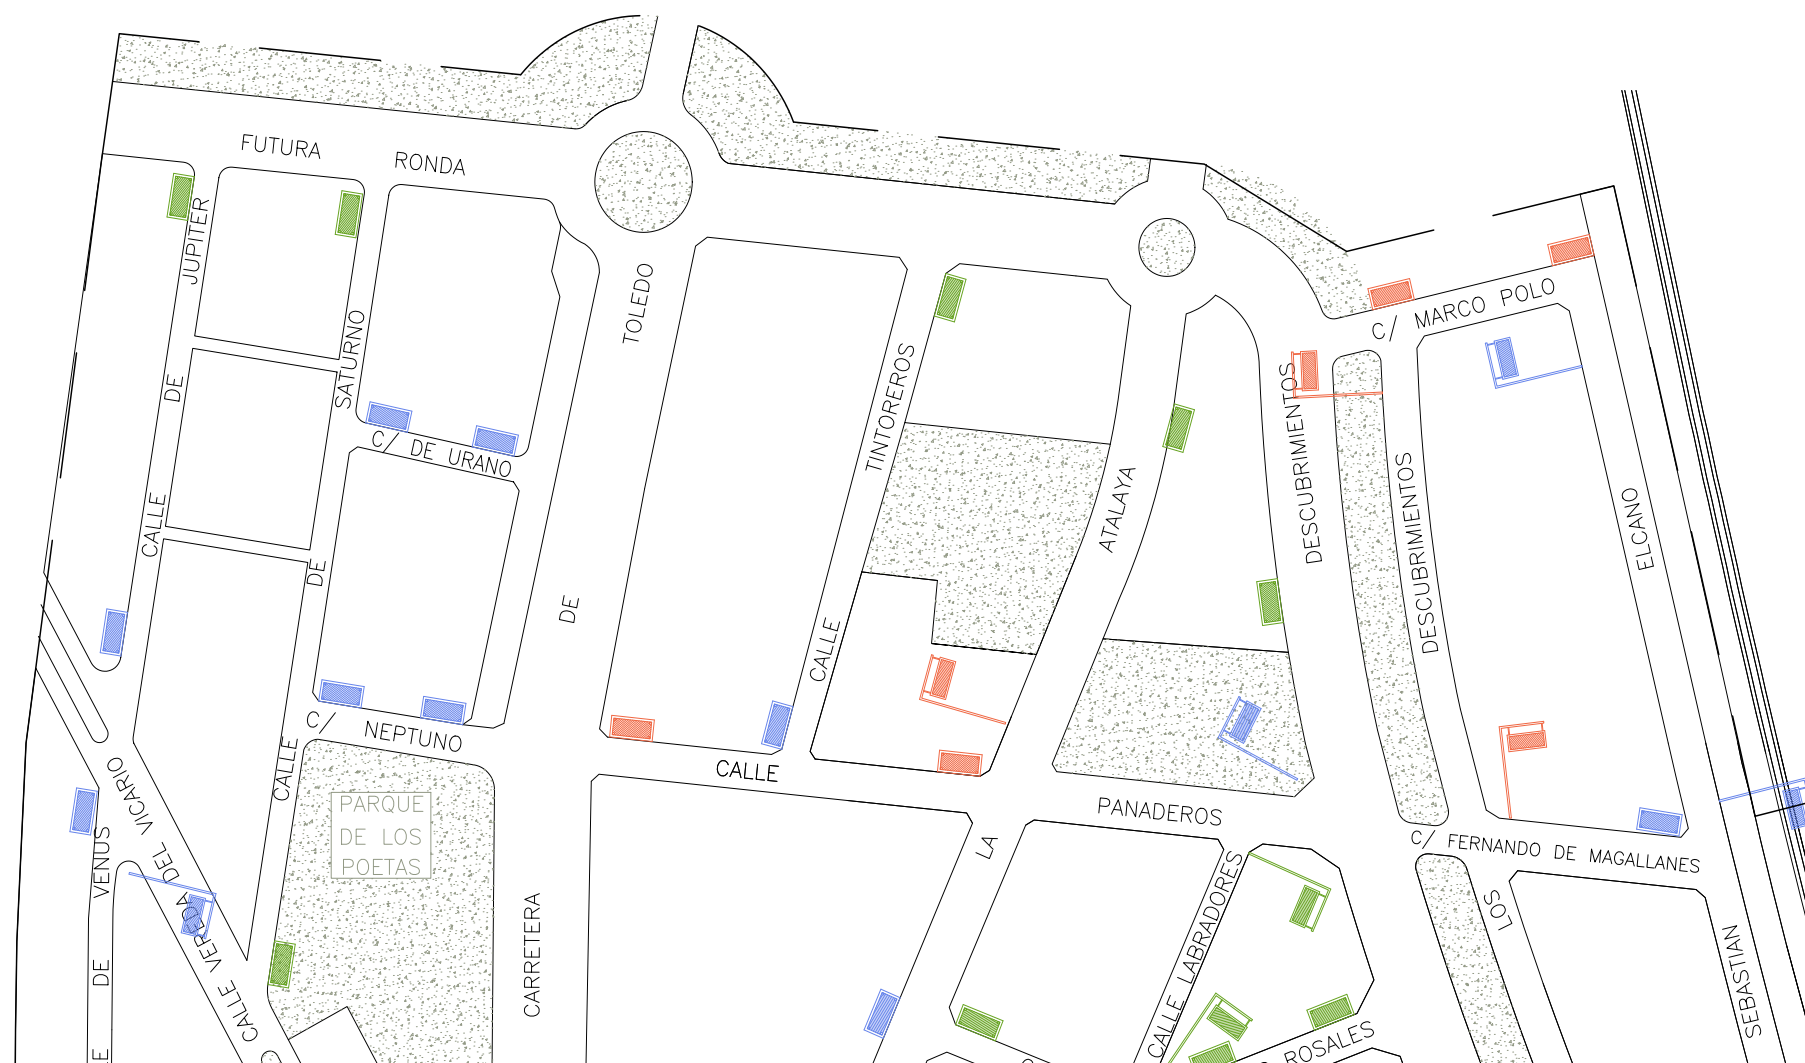 FUTURA
RONDA
CALLE DE JUPITER
CALLE DE SATURNO
C/ DE URANO
CARRETERA DE TOLEDO
CALLE TINTOREROS
LA ATALAYA
DESCUBRIMIENTOS
LOS DESCUBRIMIENTOS
C/ MARCO POLO
SEBASTIAN ELCANO
C/ NEPTUNO
CALLE PANADEROS
C/ FERNANDO DE MAGALLANES
PARQUE
DE LOS
POETAS
DE VENUS
CALLE VEREDA DEL VICARIO
CALLE LABRADORES
ROSALES